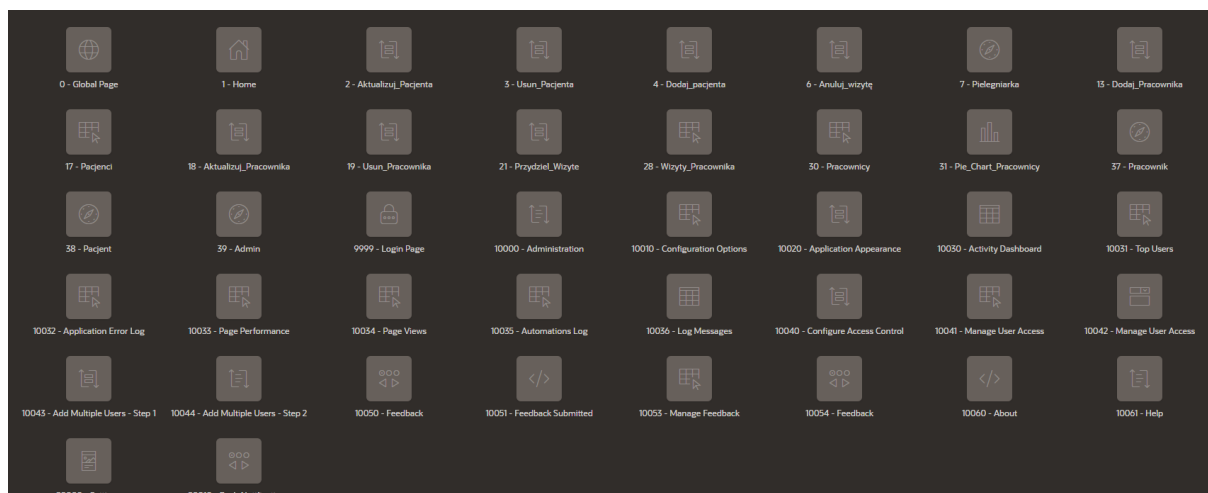 0 - Global Page
1 - Home
2 - Aktualizuj_Pacjenta
3 - Usun_Pacjenta
4 - Dodaj_pacjenta
6 - Anuluj_wizytę
7 - Pielegniarka
13 - Dodaj_Pracownika
17 - Pacjenci
18 - Aktualizuj_Pracownika
19 - Usun_Pracownika
21 - Przydziel_Wizyte
28 - Wizyty_Pracownika
30 - Pracownicy
31 - Pie_Chart_Pracownicy
37 - Pracownik
38 - Pacjent
39 - Admin
9999 - Login Page
10000 - Administration
10010 - Configuration Options
10020 - Application Appearance
10030 - Activity Dashboard
10031 - Top Users
10032 - Application Error Log
10033 - Page Performance
10034 - Page Views
10035 - Automations Log
10036 - Log Messages
10040 - Configure Access Control
10041 - Manage User Access
10042 - Manage User Access
10043 - Add Multiple Users - Step 1
10044 - Add Multiple Users - Step 2
10050 - Feedback
10051 - Feedback Submitted
10053 - Manage Feedback
10054 - Feedback
10060 - About
10061 - Help